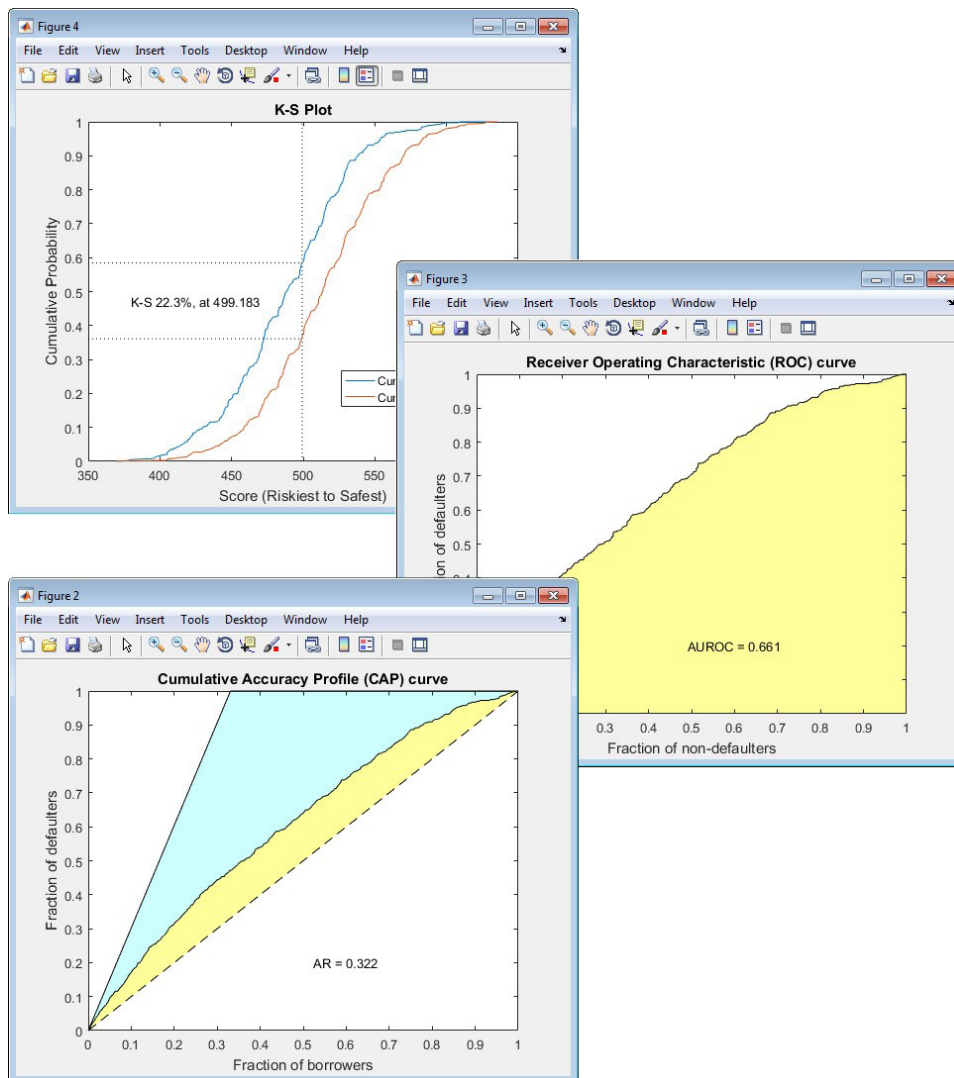 Figure 4
File Edit View Insert Tools Desktop Window Help
K-S Plot
1
0.9
0.8
0.7
0.6
0.5
0.4
0.3
0.2
0.1
0
Cumulative Probability
K-S 22.3%, at 499.183
350 400 450 500 550
Score (Riskiest to Safest)
Figure 3
File Edit View Insert Tools Desktop Window Help
Receiver Operating Characteristic (ROC) curve
1
0.9
0.8
0.7
0.6
0.5
of defaulters
AUROC = 0.661
0.3 0.4 0.5 0.6 0.7 0.8 0.9 1
Fraction of non-defaulters
Figure 2
File Edit View Insert Tools Desktop Window Help
Cumulative Accuracy Profile (CAP) curve
1
0.9
0.8
0.7
0.6
0.5
0.4
0.3
0.2
0.1
0
Fraction of defaulters
AR = 0.322
0 0.1 0.2 0.3 0.4 0.5 0.6 0.7 0.8 0.9 1
Fraction of borrowers